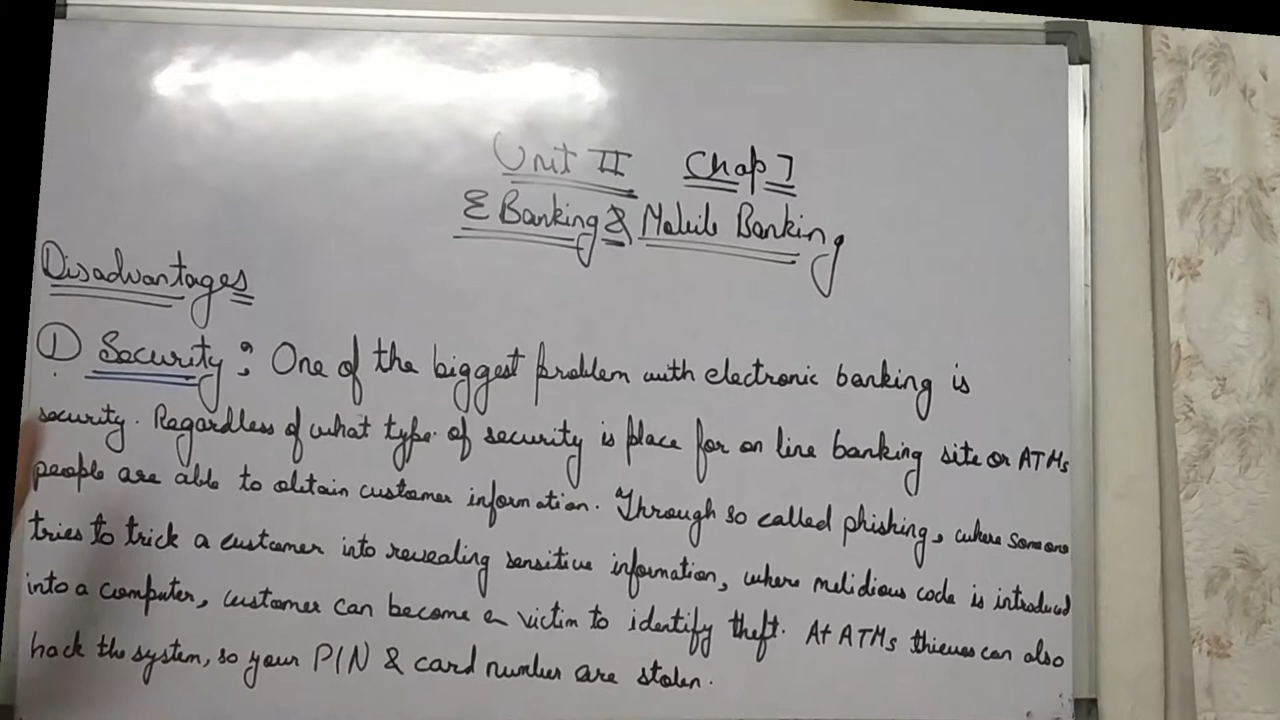 Unit II Chap 7
E Banking & Mobile Banking
Disadvantages
① Security : One of the biggest problem with electronic banking is
security. Regardless of what type of security is place for on line banking site or ATMs
people are able to obtain customer information. Through so called phishing, where someone
tries to trick a customer into revealing sensitive information, where melidious code is introduced
into a computer, customer can become a victim to identify theft. At ATMs thieves can also
hack the system, so your PIN & card number are stolen.